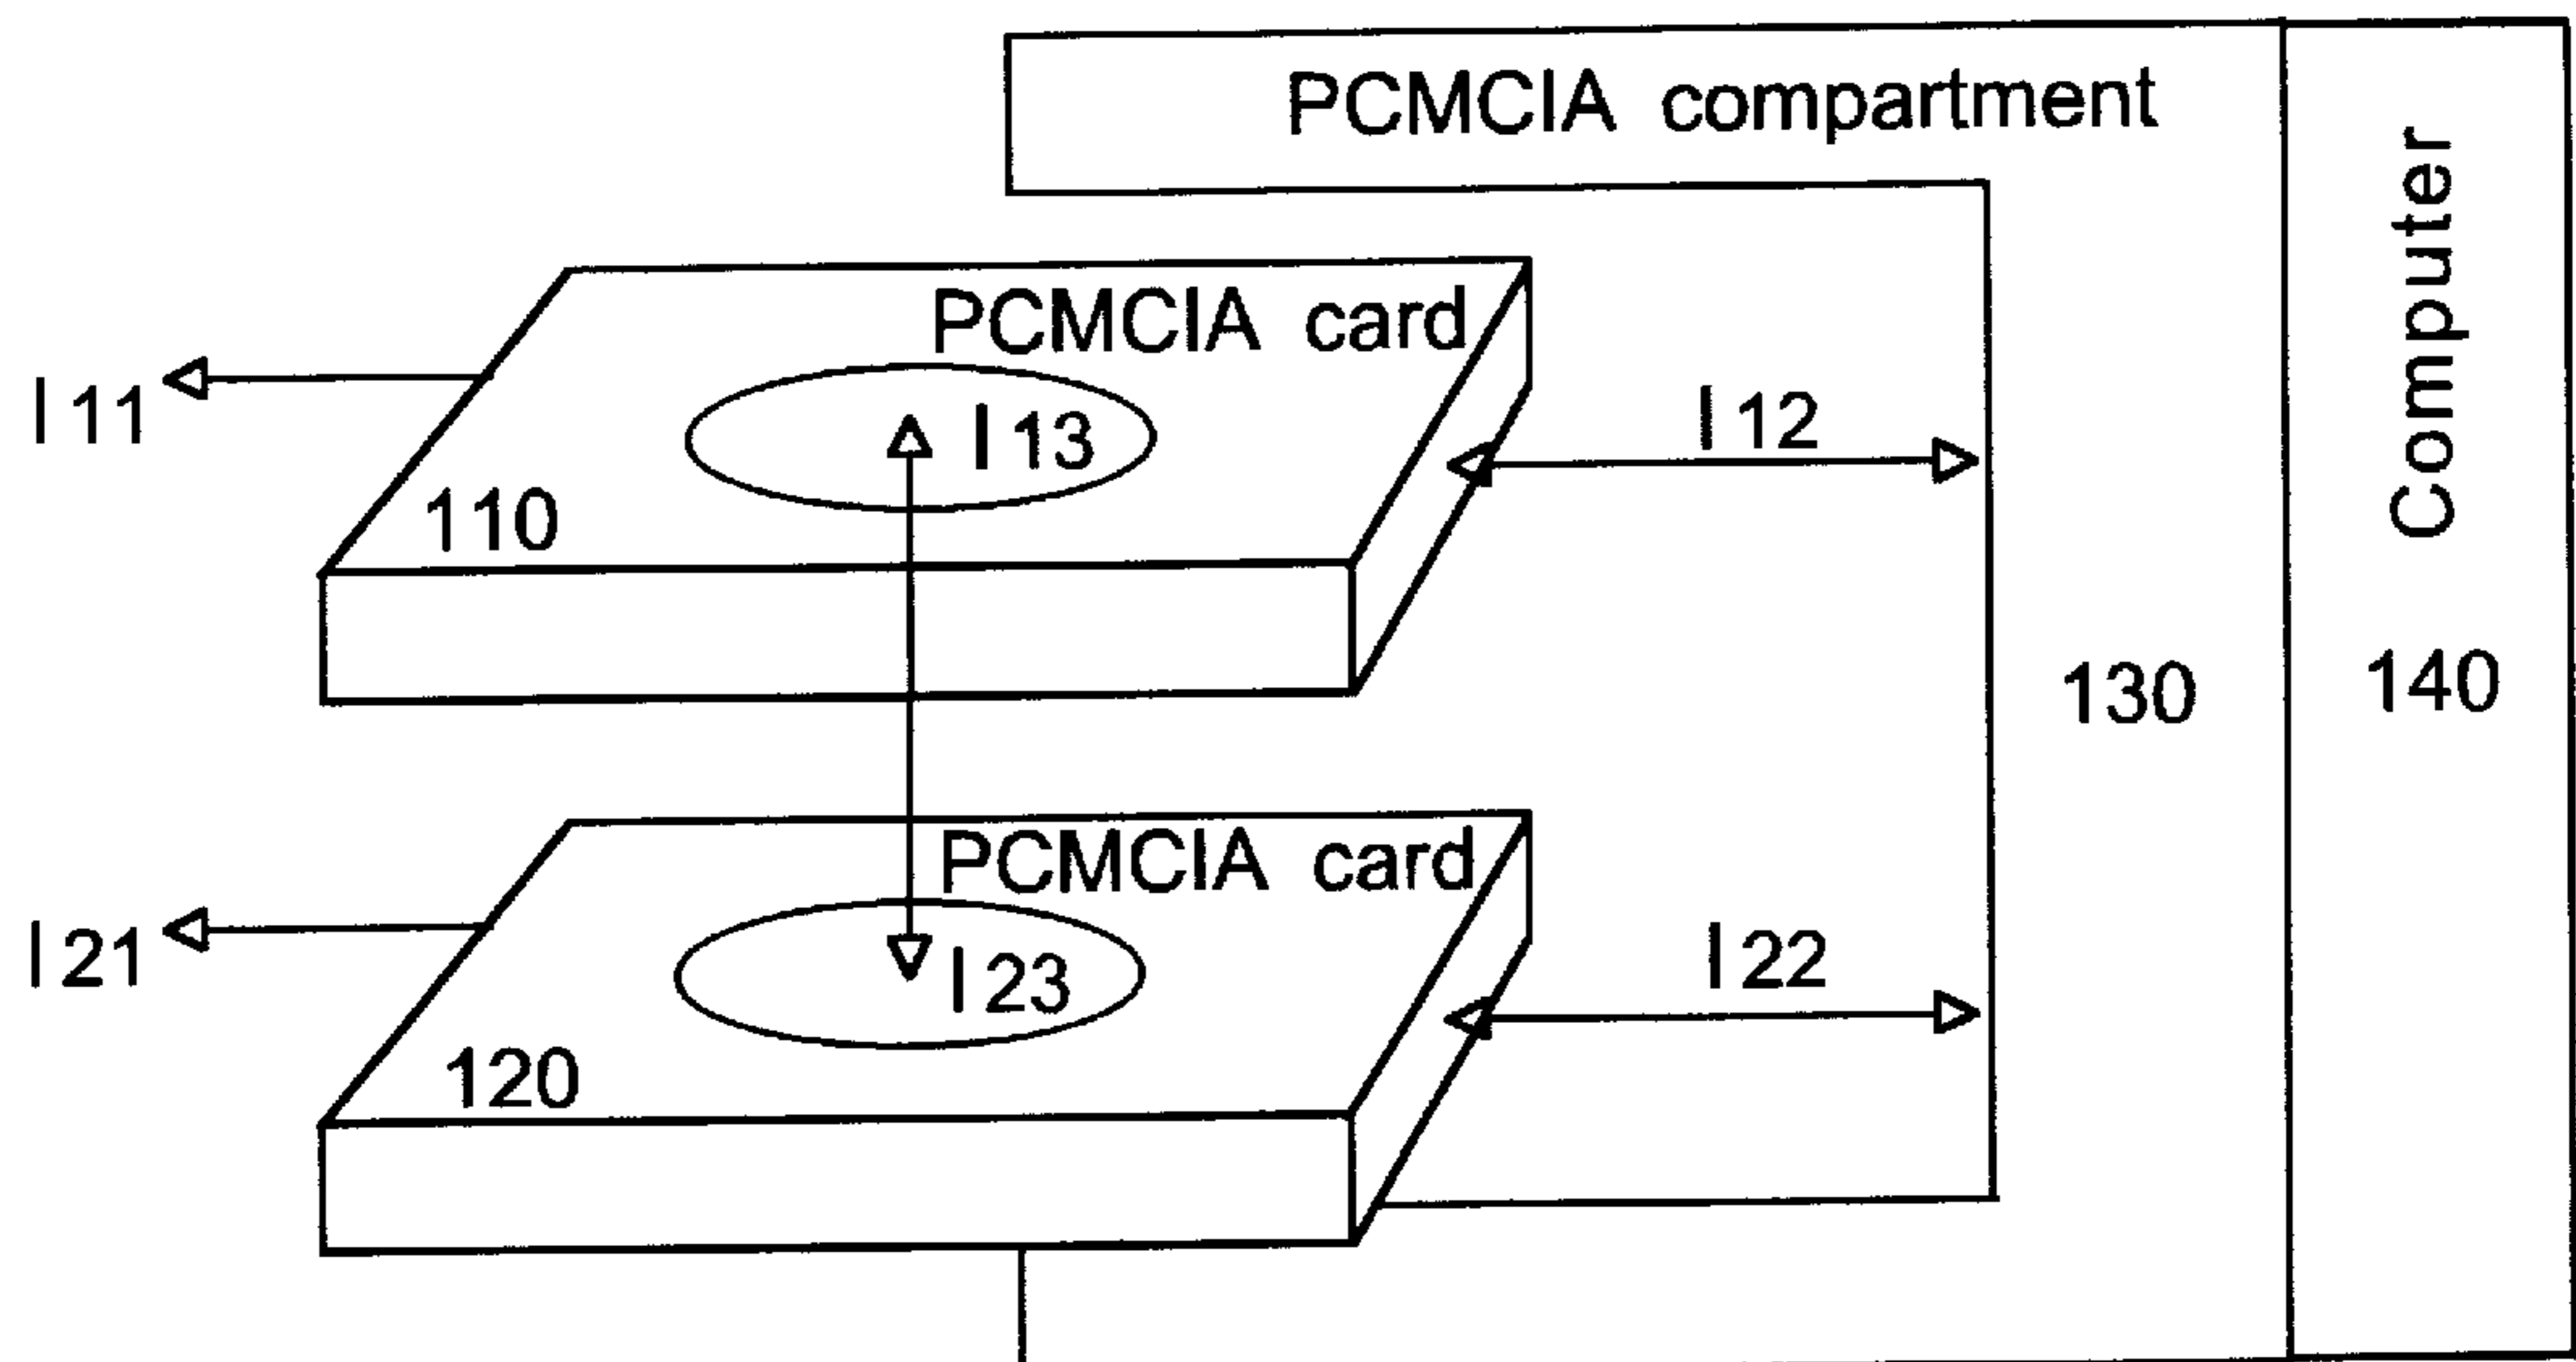 PCMCIA compartment
Computer
PCMCIA card
I11
I13
I12
110
130
140
PCMCIA card
I21
I23
I22
120